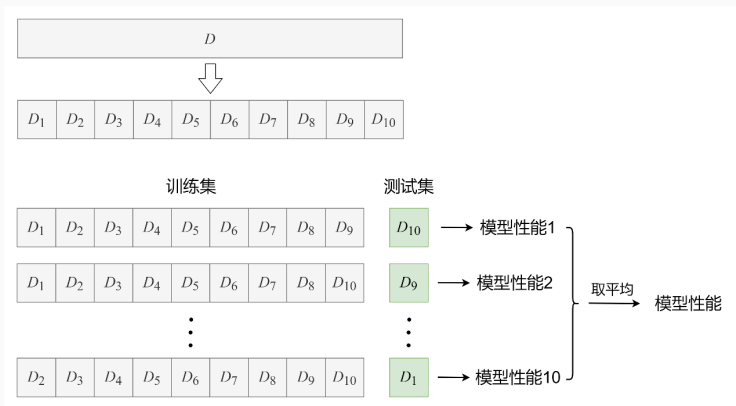 D
D₁ D₂ D₃ D₄ D₅ D₆ D₇ D₈ D₉ D₁₀
训练集 测试集
D₁ D₂ D₃ D₄ D₅ D₆ D₇ D₈ D₉ D₁₀ 模型性能1
D₁ D₂ D₃ D₄ D₅ D₆ D₇ D₈ D₁₀ D₉ 模型性能2
取平均 模型性能
D₂ D₃ D₄ D₅ D₆ D₇ D₈ D₉ D₁₀ D₁ 模型性能10